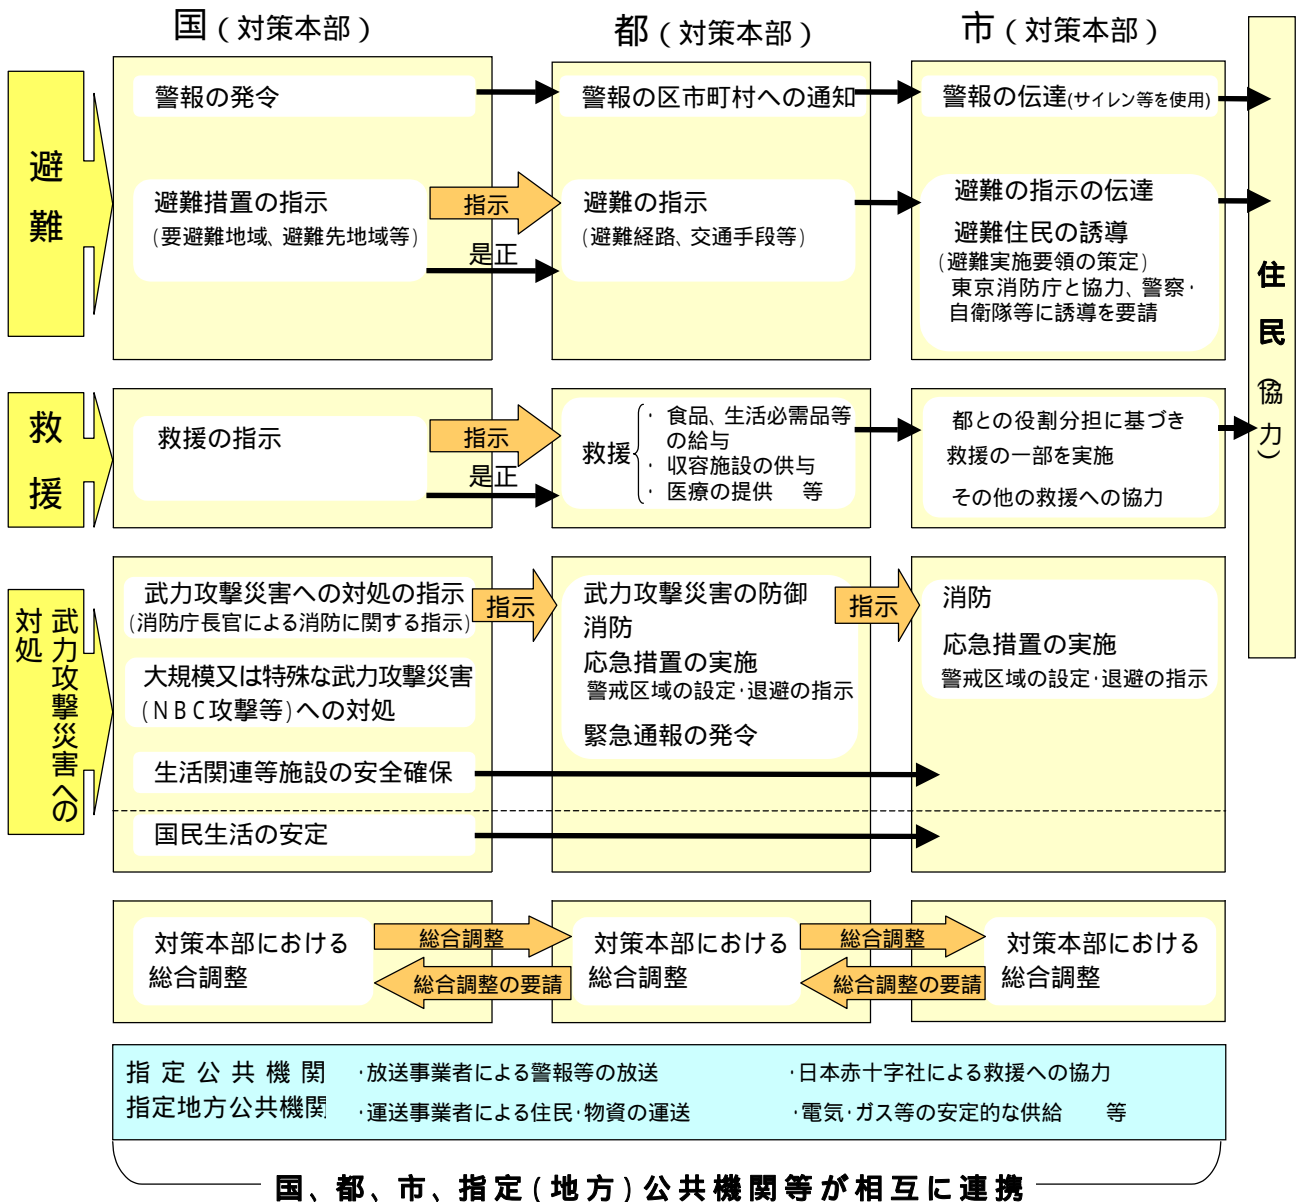 国(対策本部)
都(対策本部)
市(対策本部)
避難
警報の発令
警報の区市町村への通知
警報の伝達(サイレン等を使用)
避難措置の指示
(要避難地域、避難先地域等)
指示
是正
避難の指示
(避難経路、交通手段等)
避難の指示の伝達
避難住民の誘導
(避難実施要領の策定)
東京消防庁と協力、警察・
自衛隊等に誘導を要請
住民(協力)
救援
救援の指示
指示
是正
救援
・ 食品、生活必需品等
の給与
・ 収容施設の供与
・ 医療の提供 等
都との役割分担に基づき
救援の一部を実施
その他の救援への協力
武力攻撃災害への
対処
武力攻撃災害への対処の指示
(消防庁長官による消防に関する指示)
指示
大規模又は特殊な武力攻撃災害
(NBC攻撃等)への対処
生活関連等施設の安全確保
国民生活の安定
武力攻撃災害の防御
消防
応急措置の実施
警戒区域の設定・退避の指示
緊急通報の発令
指示
消防
応急措置の実施
警戒区域の設定・退避の指示
対策本部における
総合調整
総合調整
総合調整の要請
対策本部における
総合調整
総合調整
総合調整の要請
対策本部における
総合調整
指定公共機関
指定地方公共機関
・放送事業者による警報等の放送
・日本赤十字社による救援への協力
・運送事業者による住民・物資の運送
・電気・ガス等の安定的な供給 等
国、都、市、指定(地方)公共機関等が相互に連携